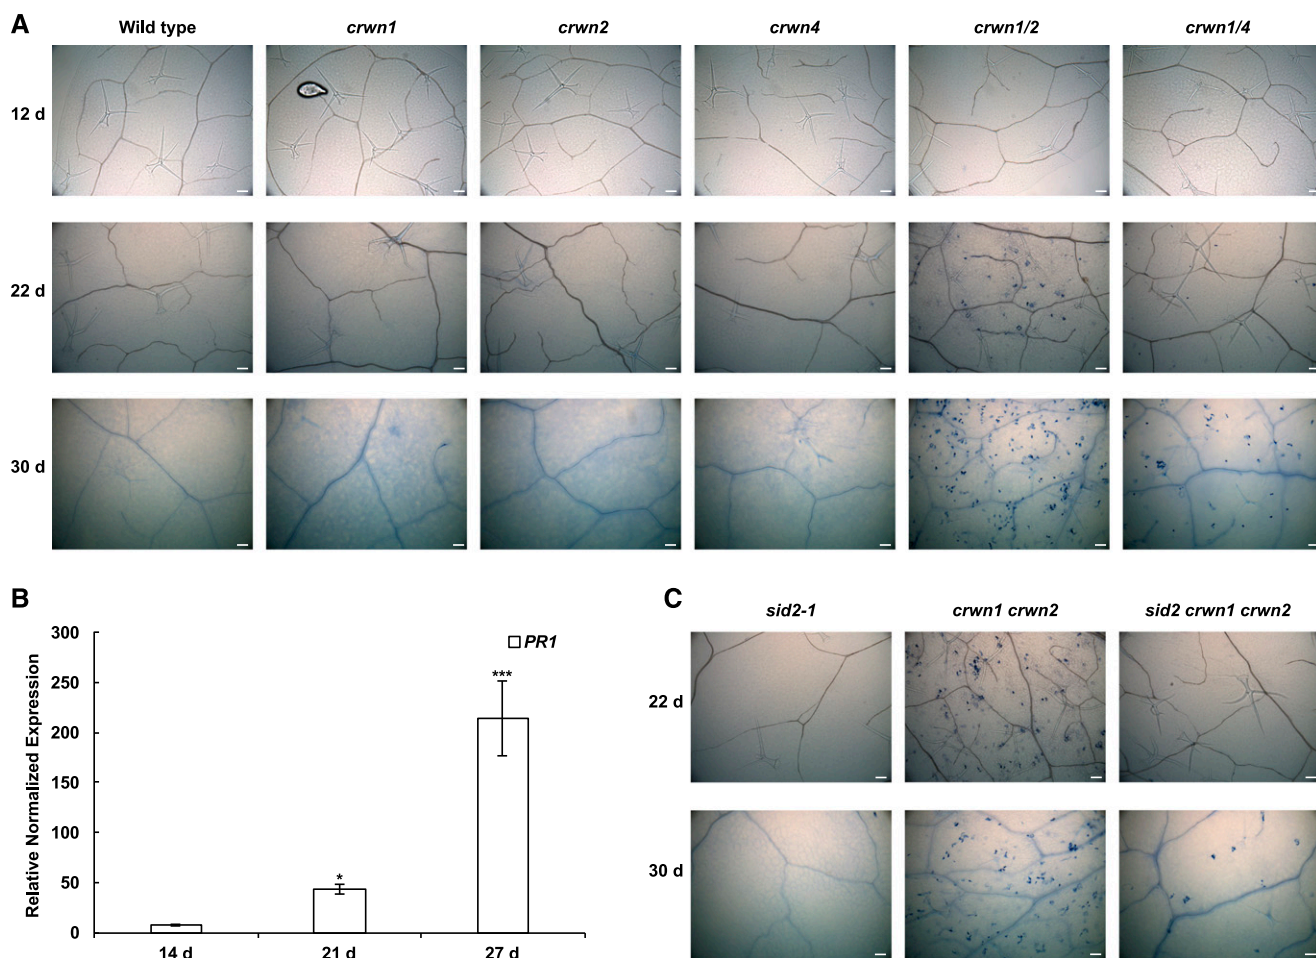 A
Wild type
crwn1
crwn2
crwn4
crwn1/2
crwn1/4
12 d
22 d
30 d
B
Relative Normalized Expression
300
250
200
150
100
50
0
PR1
*
***
14 d
21 d
27 d
C
sid2-1
crwn1 crwn2
sid2 crwn1 crwn2
22 d
30 d